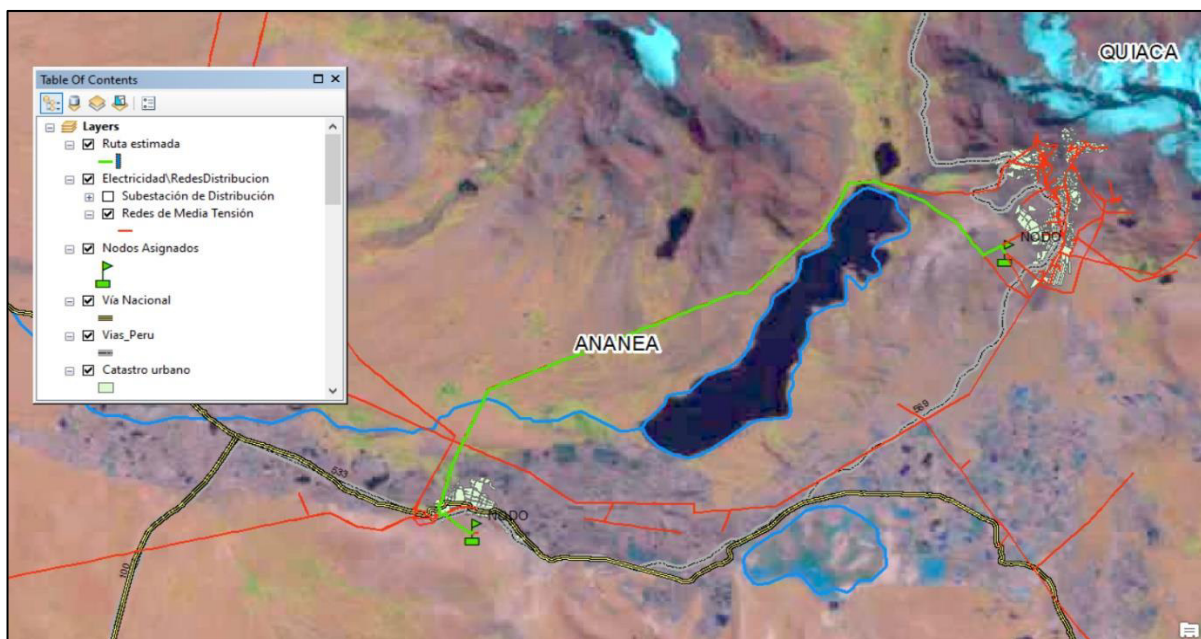 QUIACA
Table Of Contents
Layers
Ruta estimada
Electricidad\RedesDistribucion
Subestación de Distribución
Redes de Media Tensión
Nodos Asignados
Vía Nacional
Vias_Peru
Catastro urbano
NODO
ANANEA
569
533
NODO
100